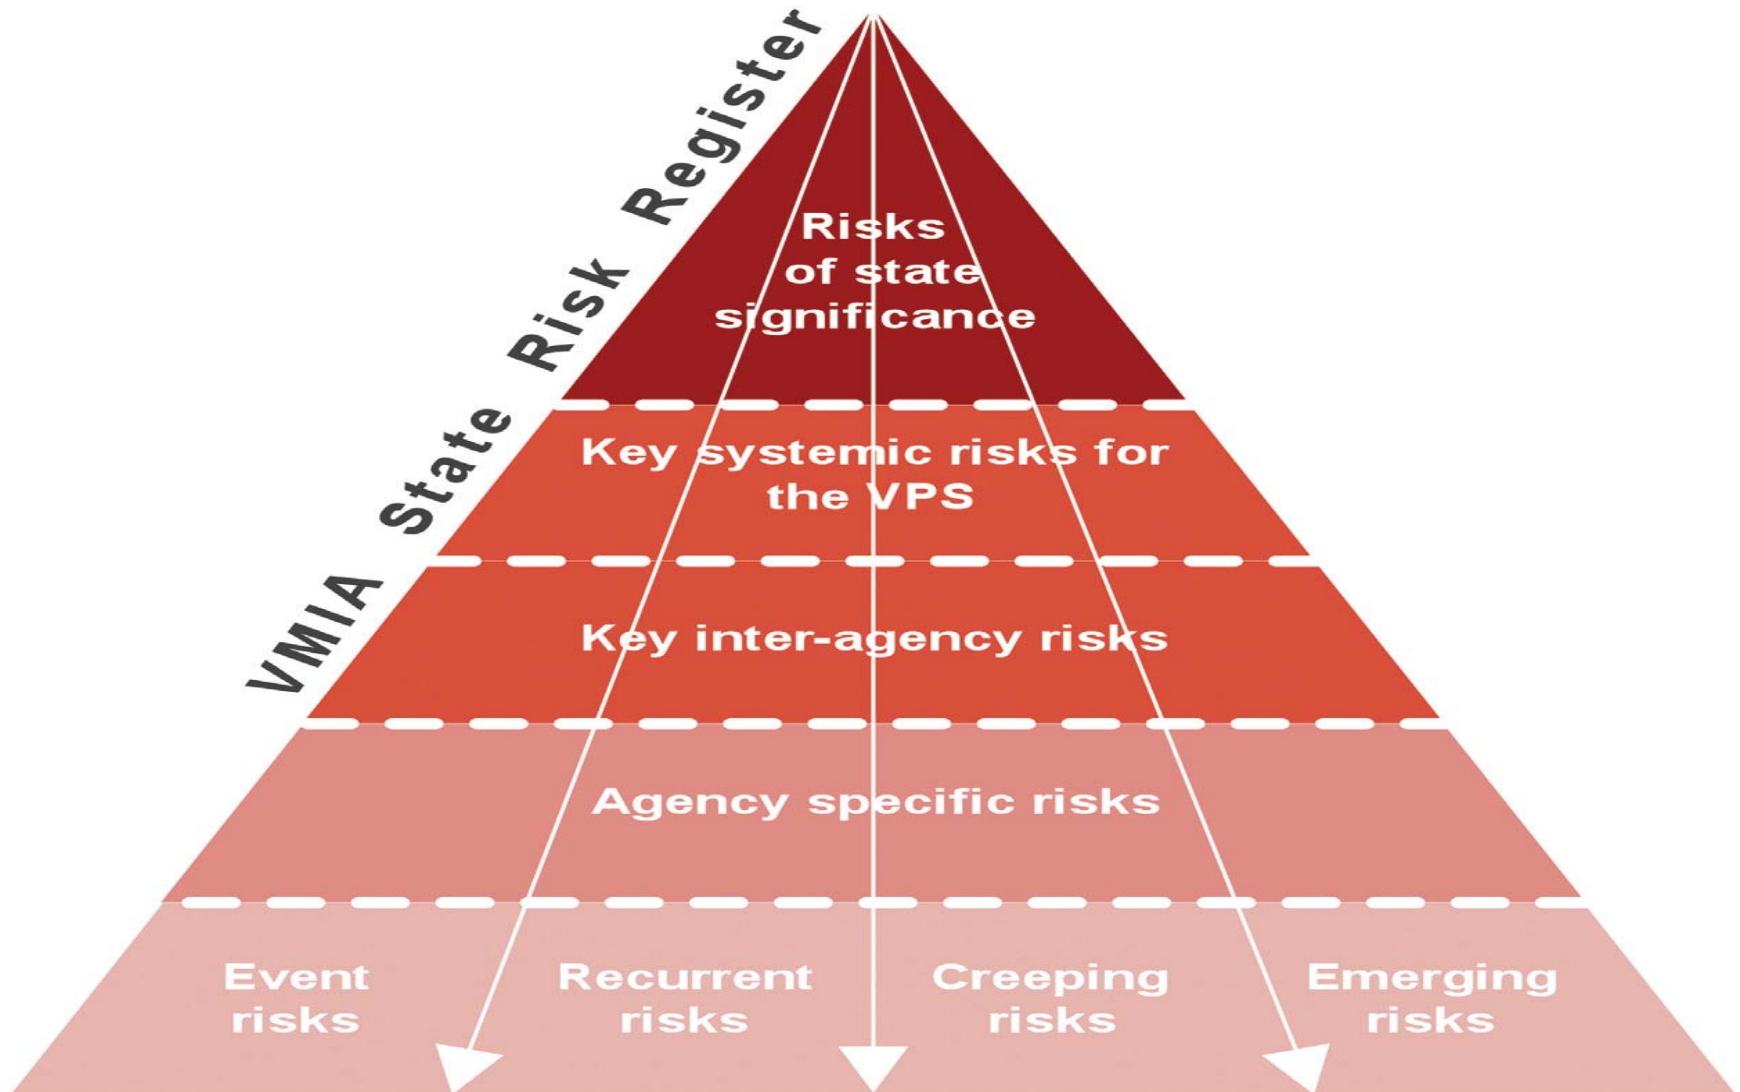 VMIA State Risk Register
Risks
of state
significance
Key systemic risks for
the VPS
Key inter-agency risks
Agency specific risks
Event
risks
Recurrent
risks
Creeping
risks
Emerging
risks